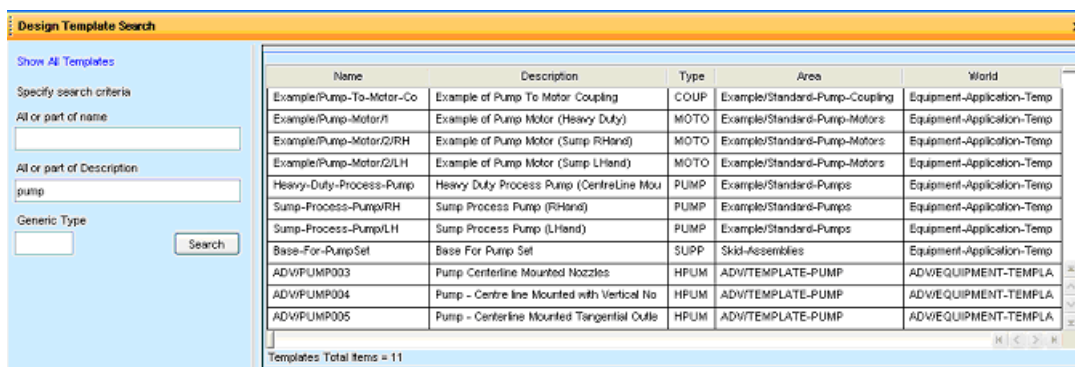 Design Template Search
Show All Templates
Specify search criteria
All or part of name
All or part of Description
pump
Generic Type
Search
Name Description Type Area World
Example/Pump-To-Motor-Co Example of Pump To Motor Coupling COUP Example/Standard-Pump-Coupling Equipment-Application-Temp
Example/Pump-Motor/1 Example of Pump Motor (Heavy Duty) MOTO Example/Standard-Pump-Motors Equipment-Application-Temp
Example/Pump-Motor/2/RH Example of Pump Motor (Sump RHand) MOTO Example/Standard-Pump-Motors Equipment-Application-Temp
Example/Pump-Motor/2/LH Example of Pump Motor (Sump LHand) MOTO Example/Standard-Pump-Motors Equipment-Application-Temp
Heavy-Duty-Process-Pump Heavy Duty Process Pump (CentreLine Mou PUMP Example/Standard-Pumps Equipment-Application-Temp
Sump-Process-Pump/RH Sump Process Pump (RHand) PUMP Example/Standard-Pumps Equipment-Application-Temp
Sump-Process-Pump/LH Sump Process Pump (LHand) PUMP Example/Standard-Pumps Equipment-Application-Temp
Base-For-PumpSet Base For Pump Set SUPP Skid-Assemblies Equipment-Application-Temp
ADV/PUMP003 Pump Centerline Mounted Nozzles HPUM ADV/TEMPLATE-PUMP ADV/EQUIPMENT-TEMPLA
ADV/PUMP004 Pump - Centre line Mounted with Vertical No HPUM ADV/TEMPLATE-PUMP ADV/EQUIPMENT-TEMPLA
ADV/PUMP005 Pump - Centerline Mounted Tangential Outle HPUM ADV/TEMPLATE-PUMP ADV/EQUIPMENT-TEMPLA
Templates Total Items = 11